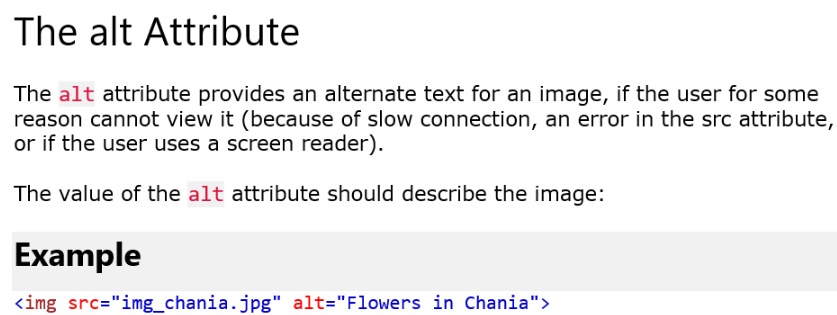 The alt Attribute
The alt attribute provides an alternate text for an image, if the user for some
reason cannot view it (because of slow connection, an error in the src attribute,
or if the user uses a screen reader).
The value of the alt attribute should describe the image:
Example
<img src="img_chania.jpg" alt="Flowers in Chania">